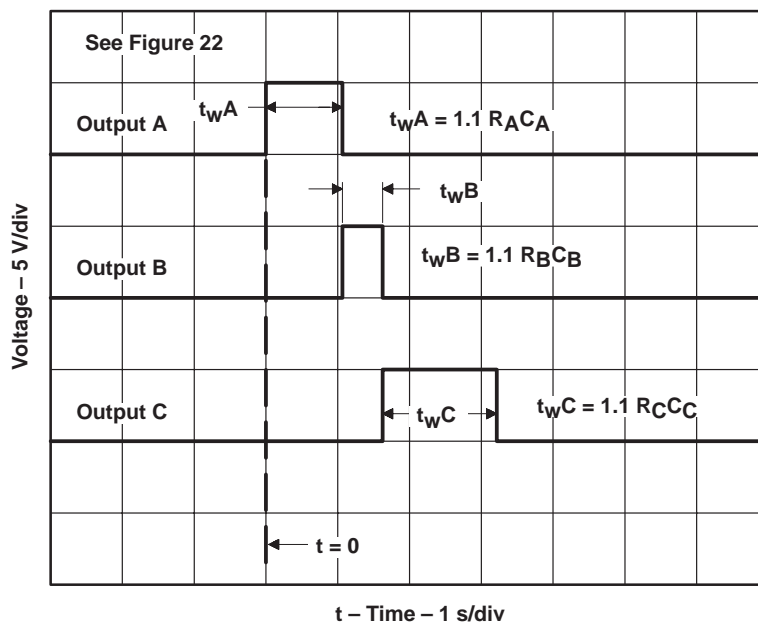 See Figure 22
twA
Output A
twA = 1.1 RACA
twB
Output B
twB = 1.1 RBCB
Output C
twC
twC = 1.1 RCCC
t = 0
Voltage – 5 V/div
t – Time – 1 s/div